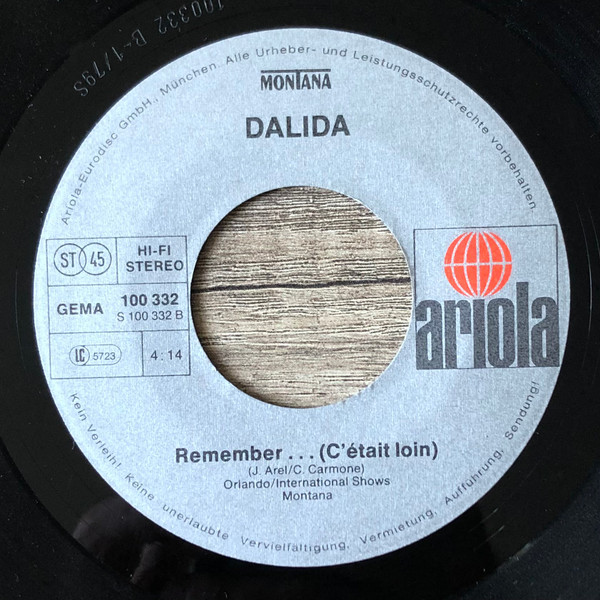 100332 B-1/79S
Ariola-Eurodisc GmbH., München. Alle Urheber- und Leistungsschutzrechte vorbehalten.
MONTANA
DALIDA
ST 45
HI-FI
STEREO
GEMA
100 332
S 100 332 B
LC 5723
4:14
ariola
Remember . . . (C'était loin)
(J. Arel/C. Carmone)
Orlando/International Shows
Montana
Kein Verleih! Keine unerlaubte Vervielfältigung, Vermietung, Aufführung, Sendung!